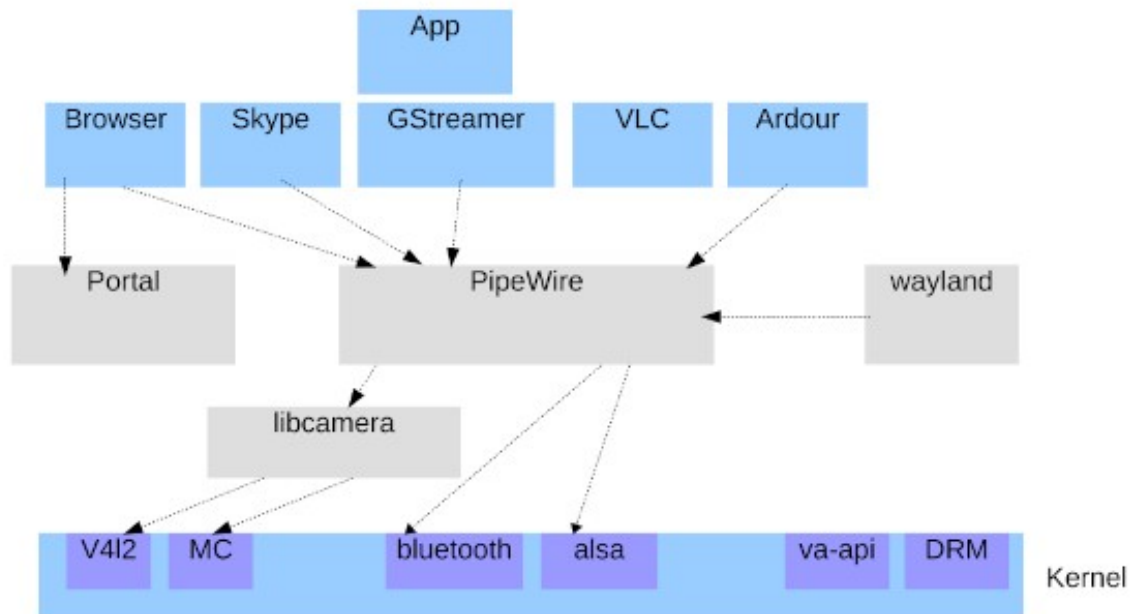 App
Browser
Skype
GStreamer
VLC
Ardour
Portal
PipeWire
wayland
libcamera
V4l2
MC
bluetooth
alsa
va-api
DRM
Kernel